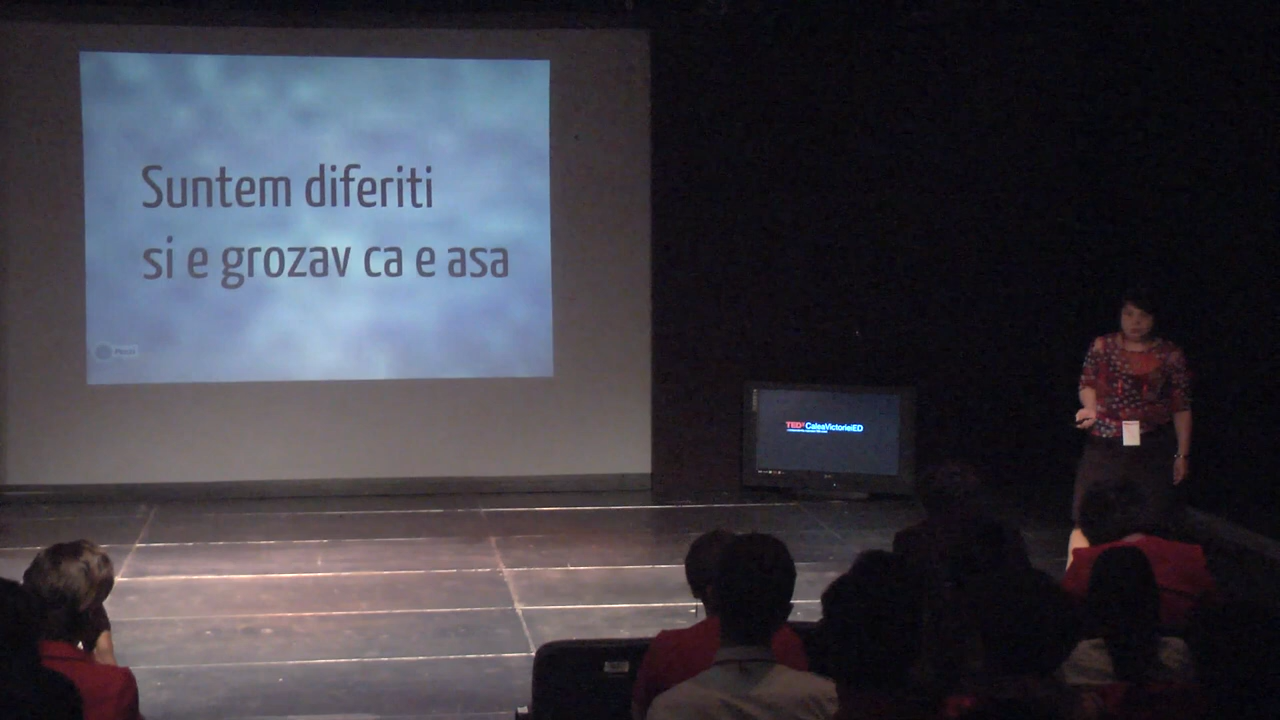 Suntem diferiti
si e grozav ca e asa
TEDxCaleaVictorieiED